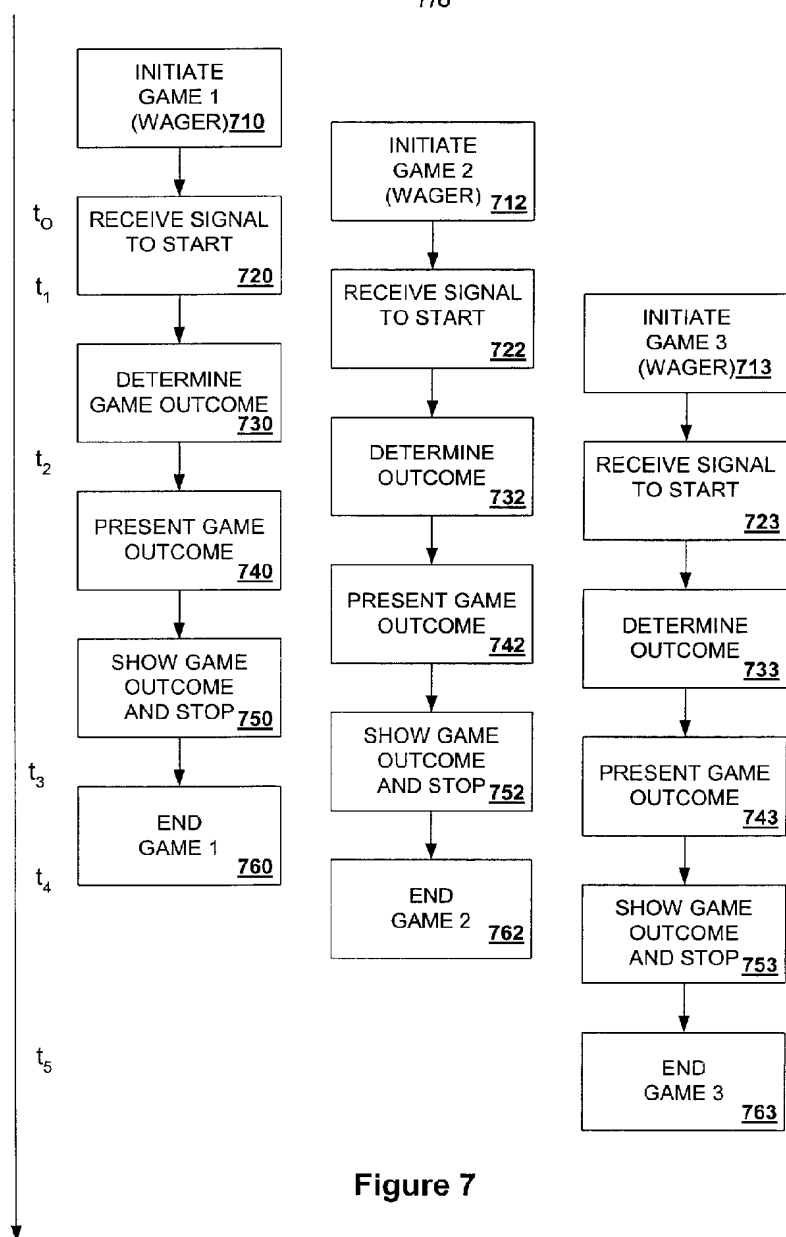 7/8
INITIATE
GAME 1
(WAGER) 710
t0
RECEIVE SIGNAL
TO START
720
t1
DETERMINE
GAME OUTCOME
730
t2
PRESENT GAME
OUTCOME
740
SHOW GAME
OUTCOME
AND STOP 750
t3
END
GAME 1
760
t4
t5
INITIATE
GAME 2
(WAGER) 712
RECEIVE SIGNAL
TO START
722
DETERMINE
OUTCOME
732
PRESENT GAME
OUTCOME 742
SHOW GAME
OUTCOME
AND STOP 752
END
GAME 2 762
INITIATE
GAME 3
(WAGER) 713
RECEIVE SIGNAL
TO START
723
DETERMINE
OUTCOME
733
PRESENT GAME
OUTCOME
743
SHOW GAME
OUTCOME
AND STOP 753
END
GAME 3
763
Figure 7